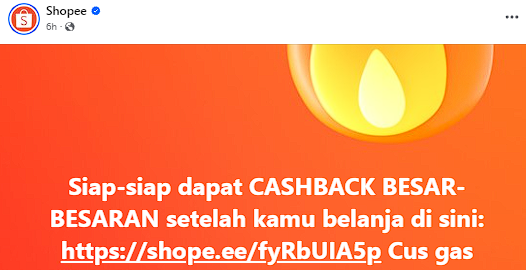 Shopee
6h ·
Siap-siap dapat CASHBACK BESAR-
BESARAN setelah kamu belanja di sini:
https://shope.ee/fyRbUIA5p Cus gas